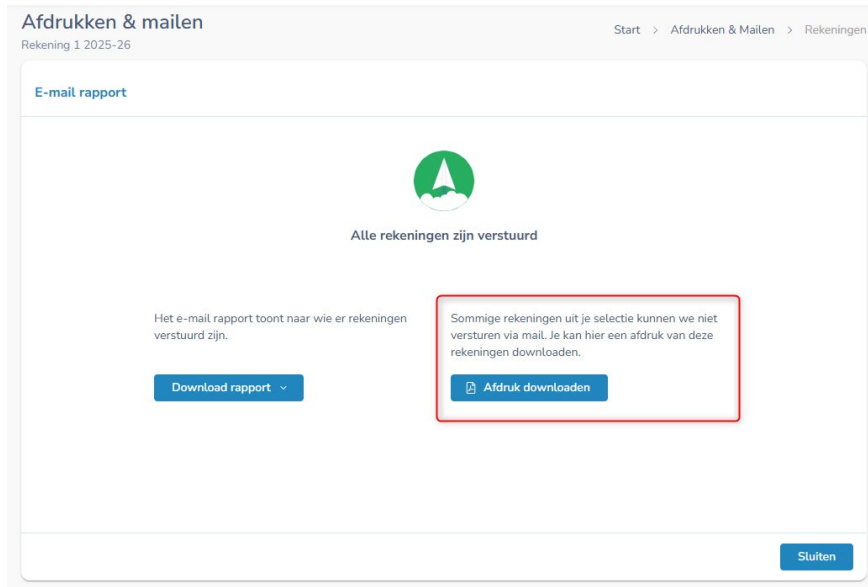 Afdrukken & mailen
Rekening 1 2025-26
Start > Afdrukken & Mailen > Rekeningen
E-mail rapport
Alle rekeningen zijn verstuurd
Het e-mail rapport toont naar wie er rekeningen
verstuurd zijn.
Download rapport
Sommige rekeningen uit je selectie kunnen we niet
versturen via mail. Je kan hier een afdruk van deze
rekeningen downloaden.
Afdruk downloaden
Sluiten